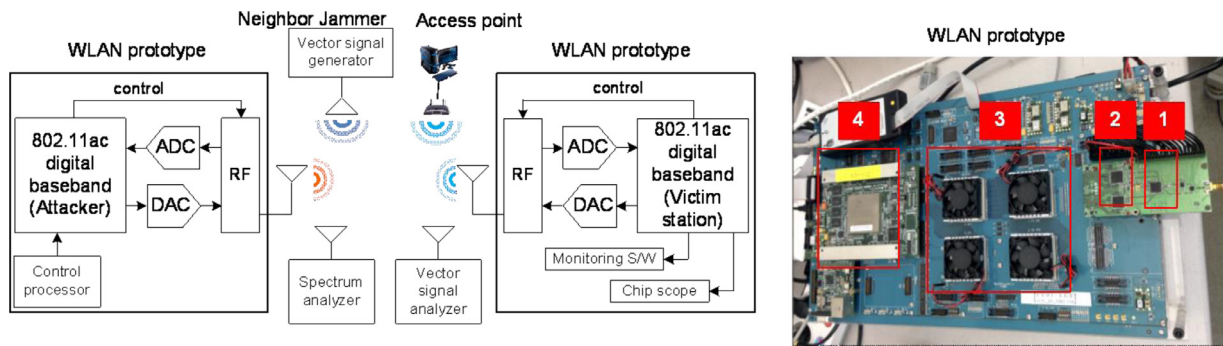 Neighbor Jammer
Access point
WLAN prototype
Vector signal
generator
WLAN prototype
WLAN prototype
control
802.11ac
digital
baseband
(Attacker)
ADC
DAC
RF
Control
processor
Spectrum
analyzer
Vector
signal
analyzer
control
RF
ADC
DAC
802.11ac
digital
baseband
(Victim
station)
Monitoring S/W
Chip scope
4
3
2
1